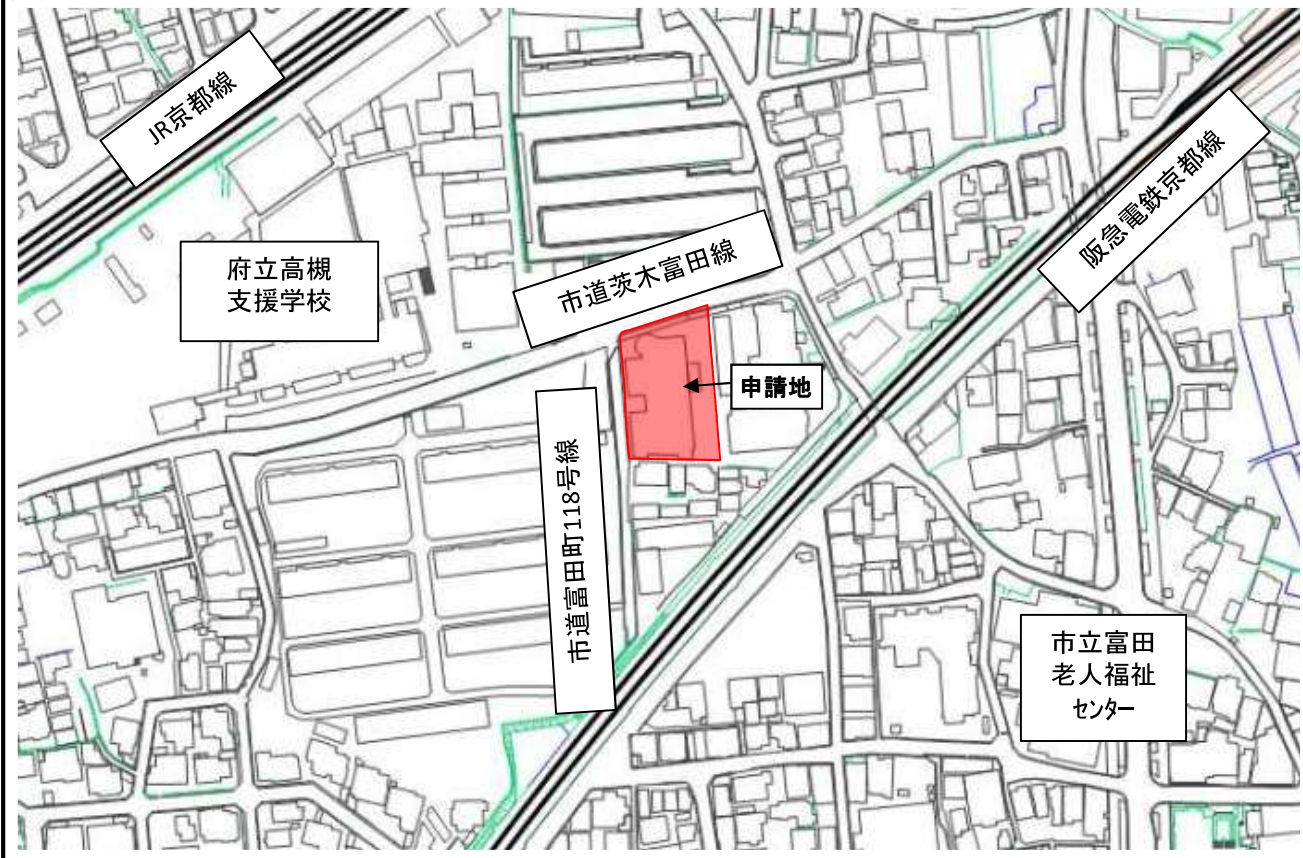 JR京都線
阪急電鉄京都線
府立高槻
支援学校
市道茨木富田線
申請地
市道富田町118号線
市立富田
老人福祉
センター